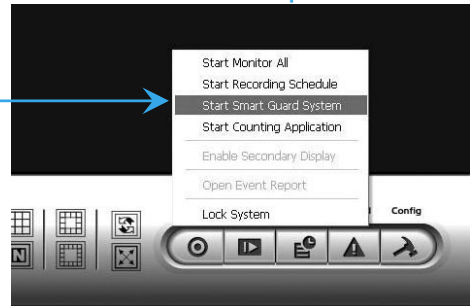 Start Monitor All
Start Recording Schedule
Start Smart Guard System
Start Counting Application
Enable Secondary Display
Open Event Report
Lock System
Config
N